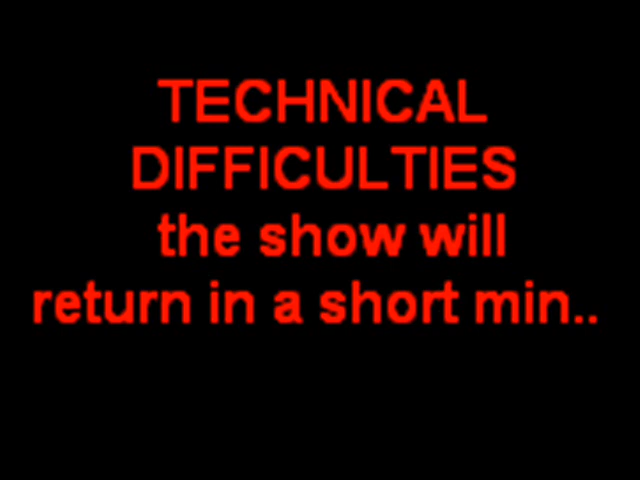 TECHNICAL
DIFFICULTIES
the show will
return in a short min..